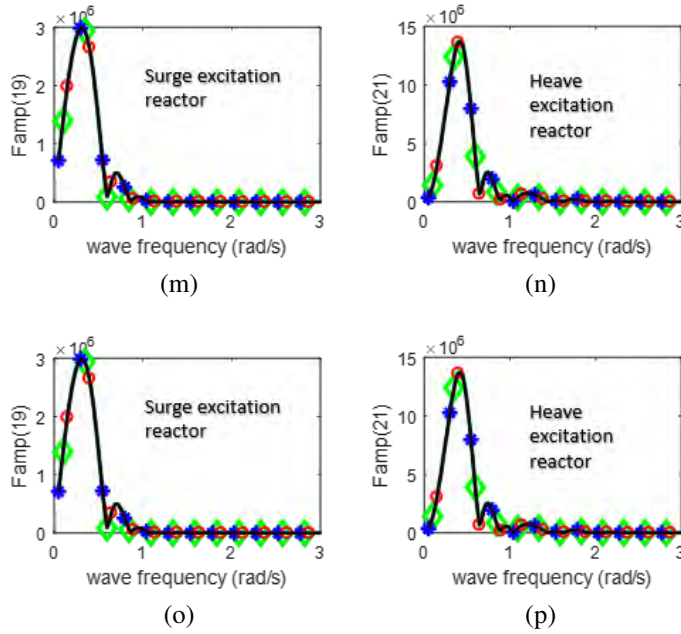 × 10^6
3
2
1
0
Famp(19)
Surge excitation
reactor
0 1 2 3
wave frequency (rad/s)
(m)
× 10^6
15
10
5
0
Famp(21)
Heave
excitation
reactor
0 1 2 3
wave frequency (rad/s)
(n)
× 10^6
3
2
1
0
Famp(19)
Surge excitation
reactor
0 1 2 3
wave frequency (rad/s)
(o)
× 10^6
15
10
5
0
Famp(21)
Heave
excitation
reactor
0 1 2 3
wave frequency (rad/s)
(p)